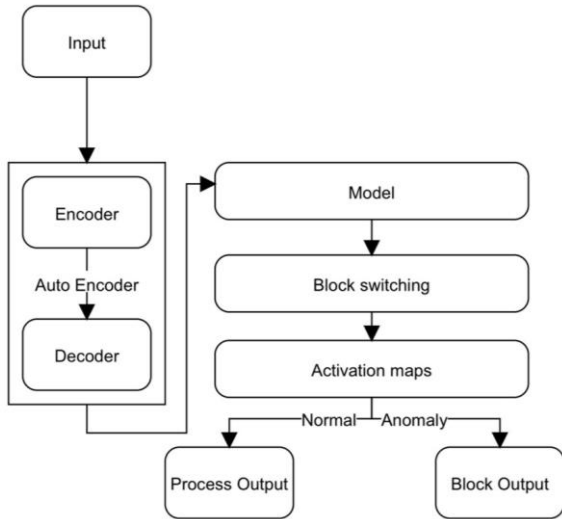 Input
Encoder
Auto Encoder
Decoder
Model
Block switching
Activation maps
Normal Anomaly
Process Output
Block Output